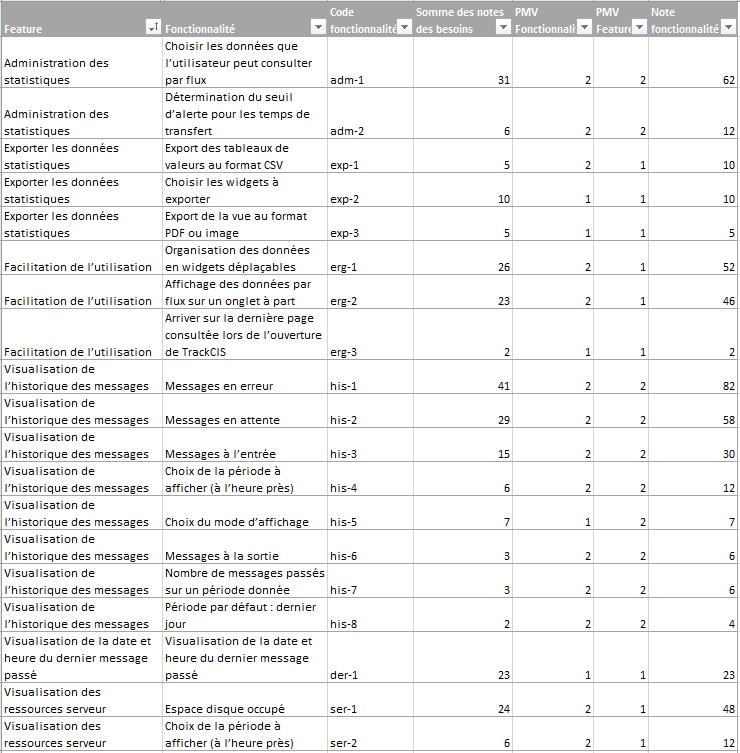 Feature Fonctionnalité Code fonctionnalité Somme des notes des besoins PMV Fonctionnali PMV Feature Note fonctionnalité
Administration des statistiques Choisir les données que l’utilisateur peut consulter par flux adm-1 31 2 2 62
Administration des statistiques Détermination du seuil d’alerte pour les temps de transfert adm-2 6 2 2 12
Exporter les données statistiques Export des tableaux de valeurs au format CSV exp-1 5 2 1 10
Exporter les données statistiques Choisir les widgets à exporter exp-2 10 1 1 10
Exporter les données statistiques Export de la vue au format PDF ou image exp-3 5 1 1 5
Facilitation de l’utilisation Organisation des données en widgets déplaçables erg-1 26 2 1 52
Facilitation de l’utilisation Affichage des données par flux sur un onglet à part erg-2 23 2 1 46
Facilitation de l’utilisation Arriver sur la dernière page consultée lors de l’ouverture de TrackCIS erg-3 2 1 1 2
Visualisation de l’historique des messages Messages en erreur his-1 41 2 2 82
Visualisation de l’historique des messages Messages en attente his-2 29 2 2 58
Visualisation de l’historique des messages Messages à l’entrée his-3 15 2 2 30
Visualisation de l’historique des messages Choix de la période à afficher (à l’heure près) his-4 6 2 2 12
Visualisation de l’historique des messages Choix du mode d’affichage his-5 7 1 2 7
Visualisation de l’historique des messages Messages à la sortie his-6 3 2 2 6
Visualisation de l’historique des messages Nombre de messages passés sur un période donnée his-7 3 2 2 6
Visualisation de l’historique des messages Période par défaut : dernier jour his-8 2 2 2 4
Visualisation de la date et heure du dernier message passé Visualisation de la date et heure du dernier message passé der-1 23 1 1 23
Visualisation des ressources serveur Espace disque occupé ser-1 24 2 1 48
Visualisation des ressources serveur Choix de la période à afficher (à l’heure près) ser-2 6 2 1 12